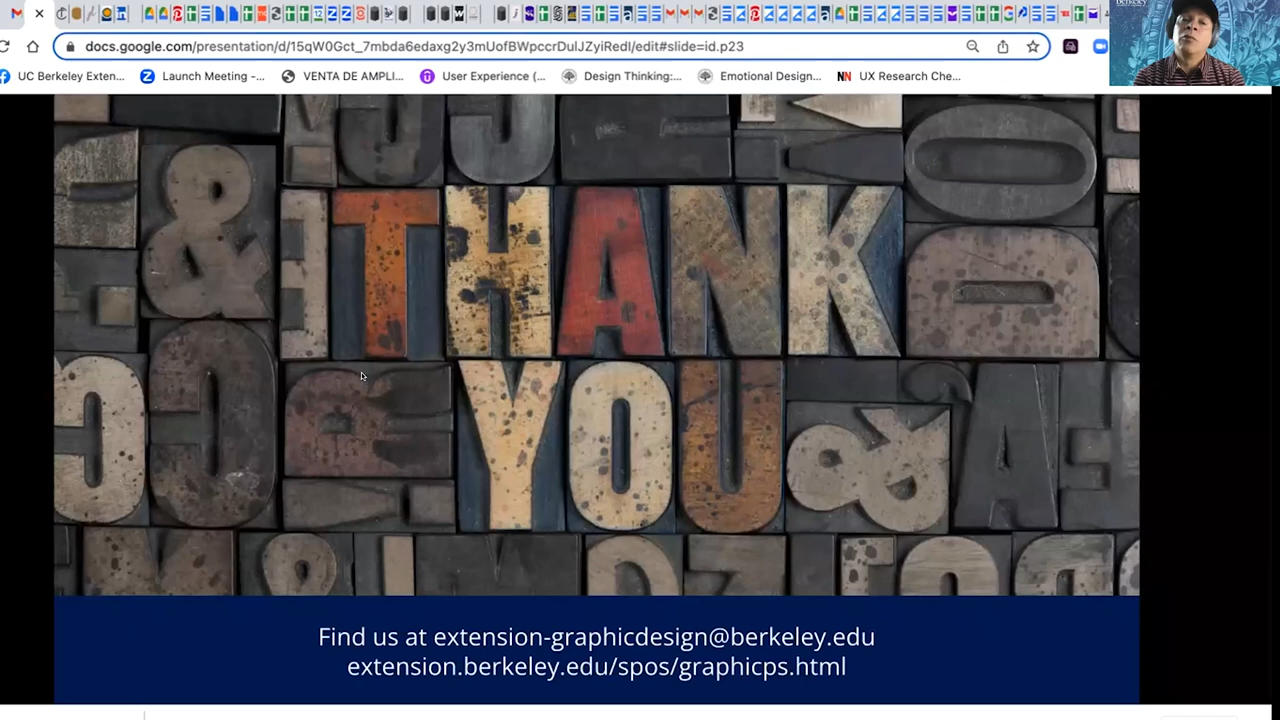 docs.google.com/presentation/d/15qW0Gct_7mbda6edaxg2y3mUofBWpccrDulJZyiRedI/edit#slide=id.p23
UC Berkeley Exten... Launch Meeting -... VENTA DE AMPLI... User Experience (... Design Thinking:... Emotional Design... UX Research Che...
THANK
YOU
Find us at extension-graphicdesign@berkeley.edu
extension.berkeley.edu/spos/graphicps.html